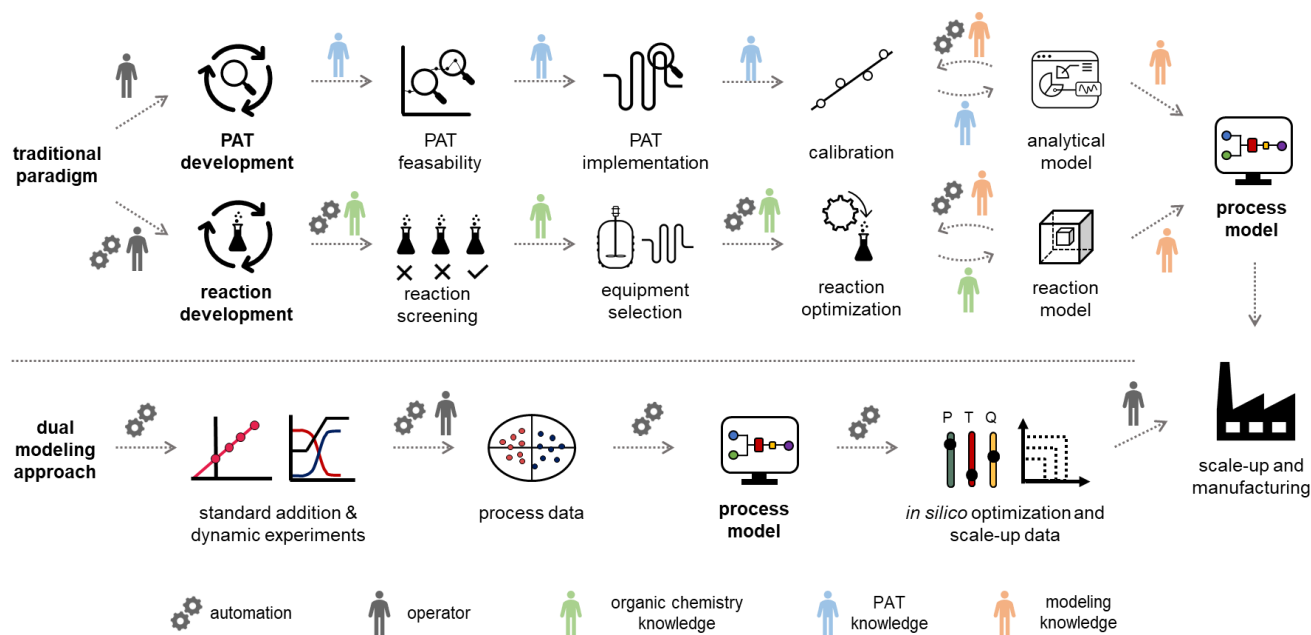 traditional
paradigm
PAT
development
PAT
feasability
PAT
implementation
calibration
analytical
model
process
model
reaction
development
reaction
screening
equipment
selection
reaction
optimization
reaction
model
dual
modeling
approach
standard addition &
dynamic experiments
process data
process
model
P T Q
in silico optimization and
scale-up data
scale-up and
manufacturing
automation
operator
organic chemistry
knowledge
PAT
knowledge
modeling
knowledge